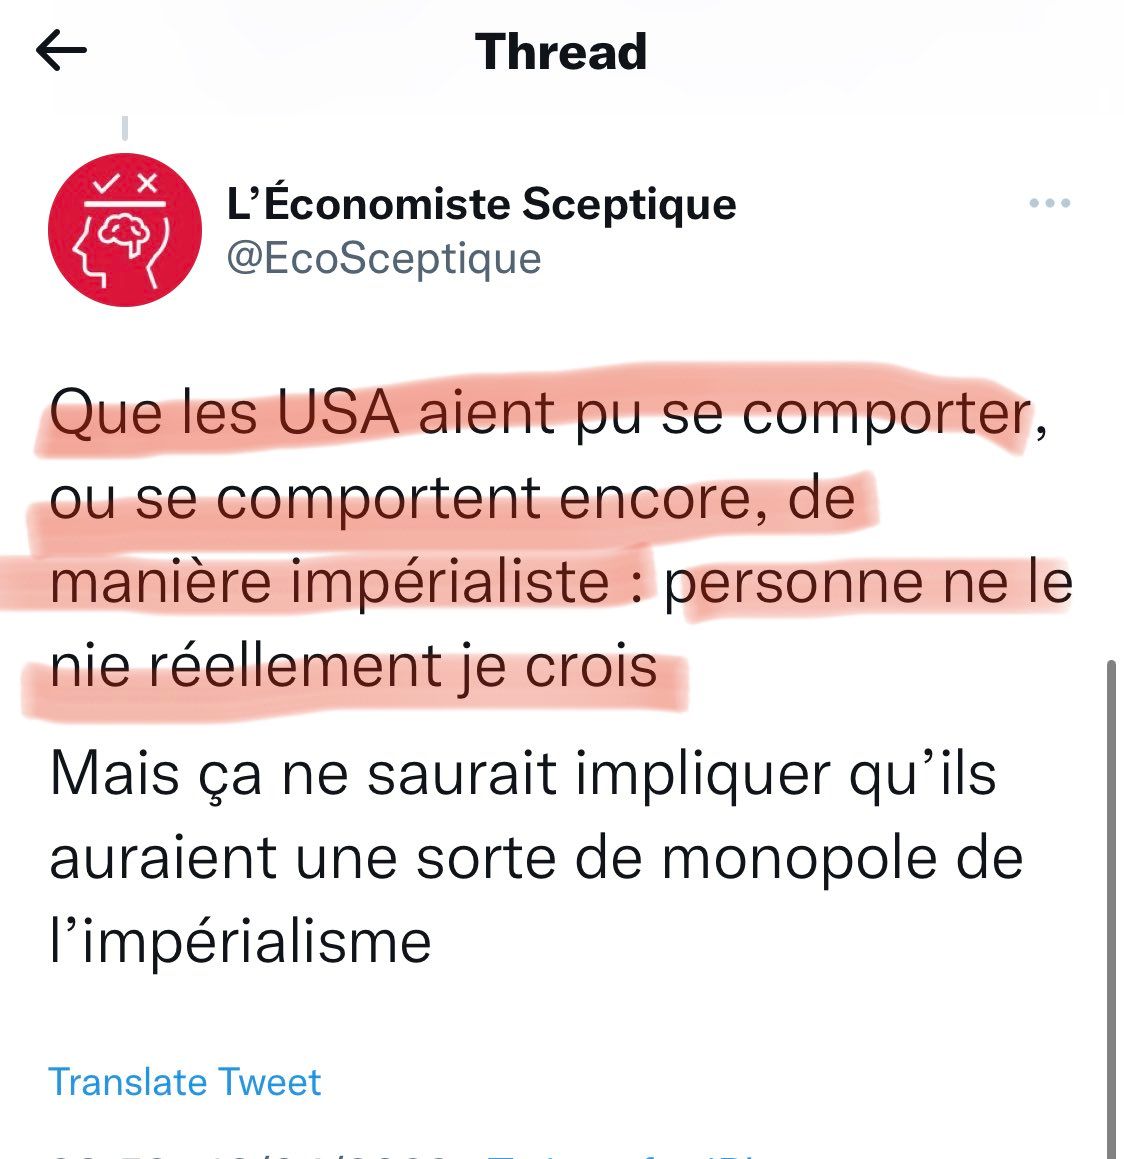 Thread
L’Économiste Sceptique
@EcoSceptique
Que les USA aient pu se comporter,
ou se comportent encore, de
manière impérialiste : personne ne le
nie réellement je crois
Mais ça ne saurait impliquer qu’ils
auraient une sorte de monopole de
l’impérialisme
Translate Tweet